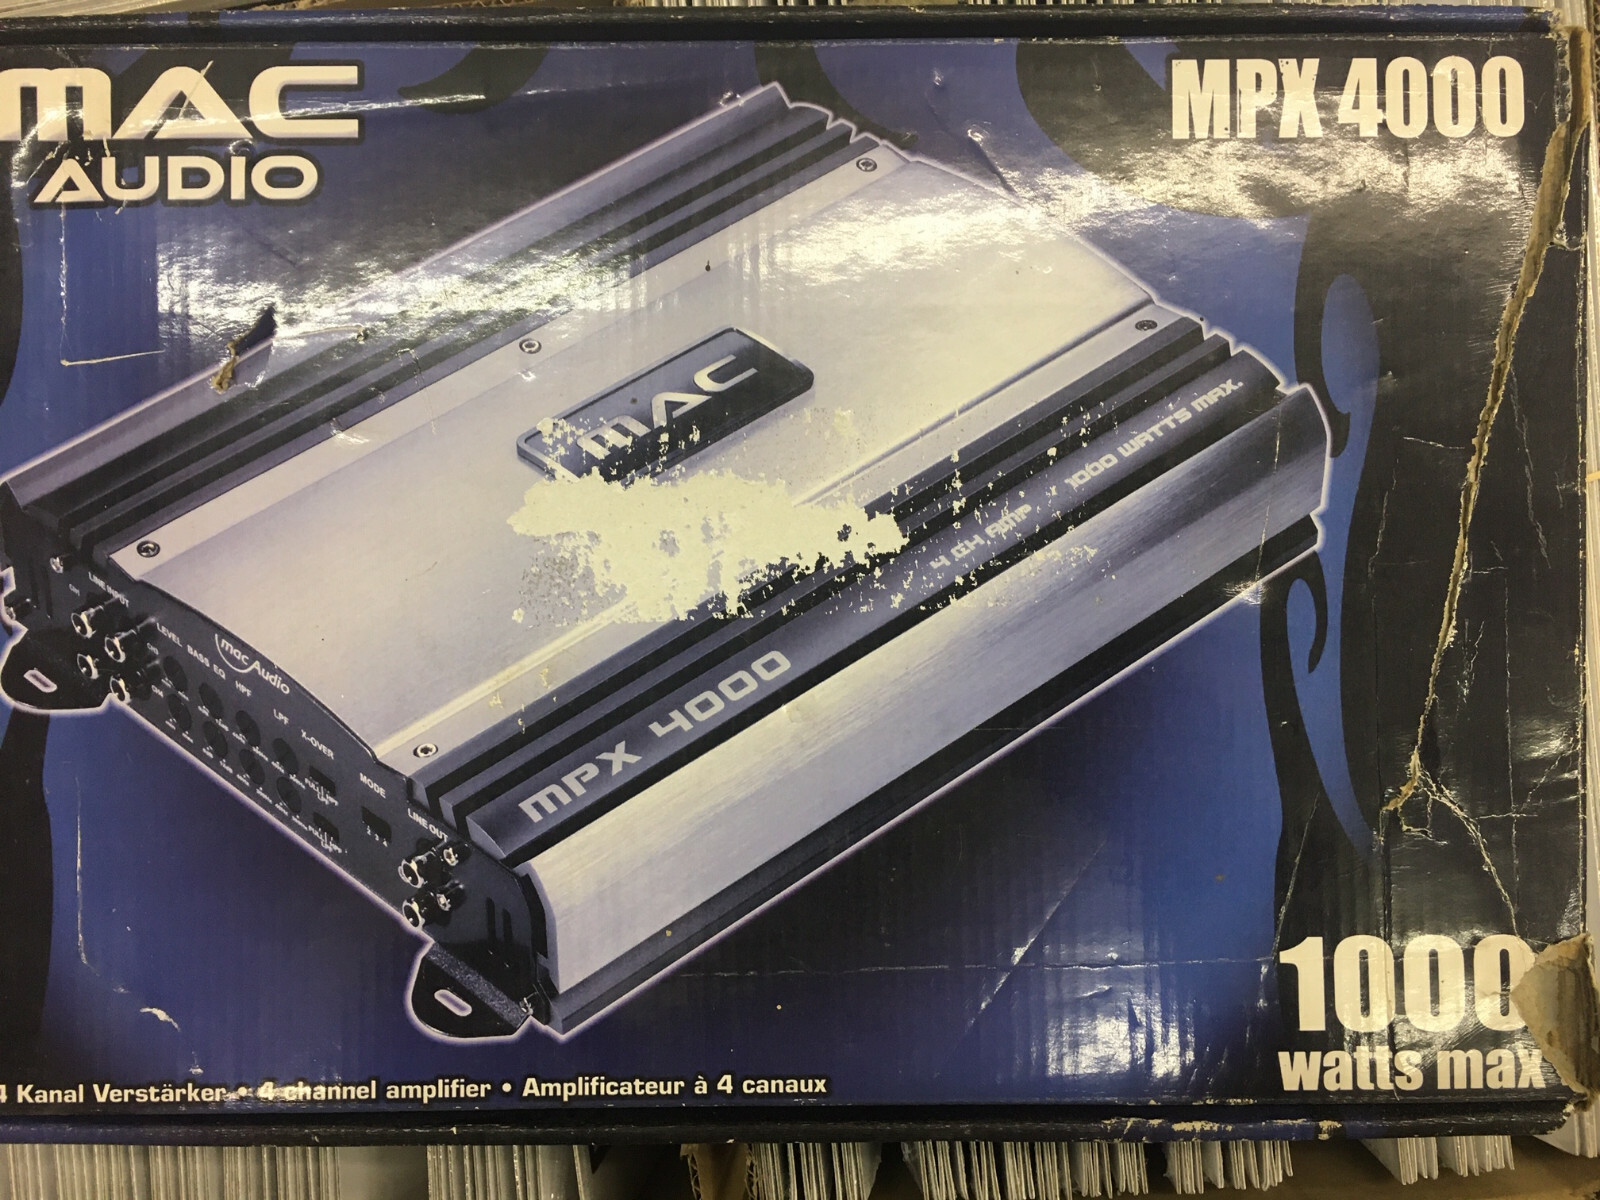 MAC
AUDIO
MPX 4000
MAC
4 CH AMP 1000 WATTS MAX.
MPX 4000
LINE INPUT
LEVEL BASS EQ HPF LPF X-OVER MODE LINE OUT
mac Audio
1000
watts max
4 Kanal Verstärker • 4 channel amplifier • Amplificateur à 4 canaux